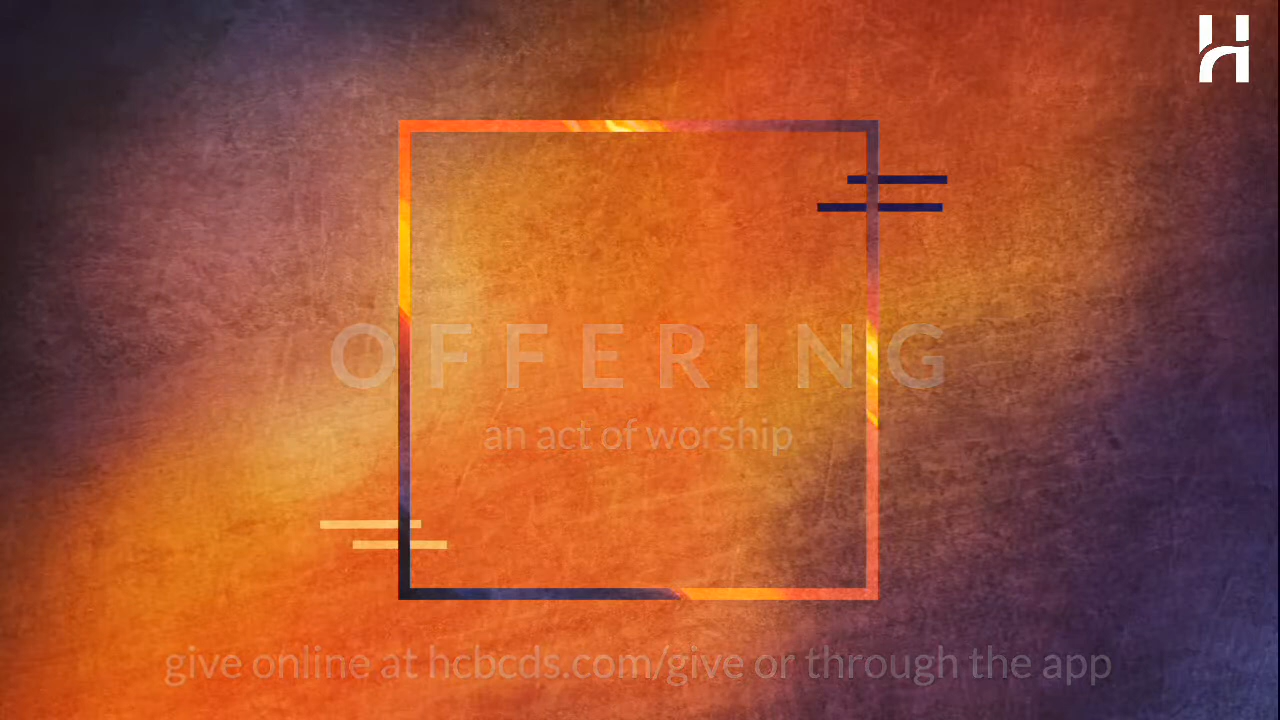 H
OFFERING
an act of worship
give online at hcbcds.com/give or through the app